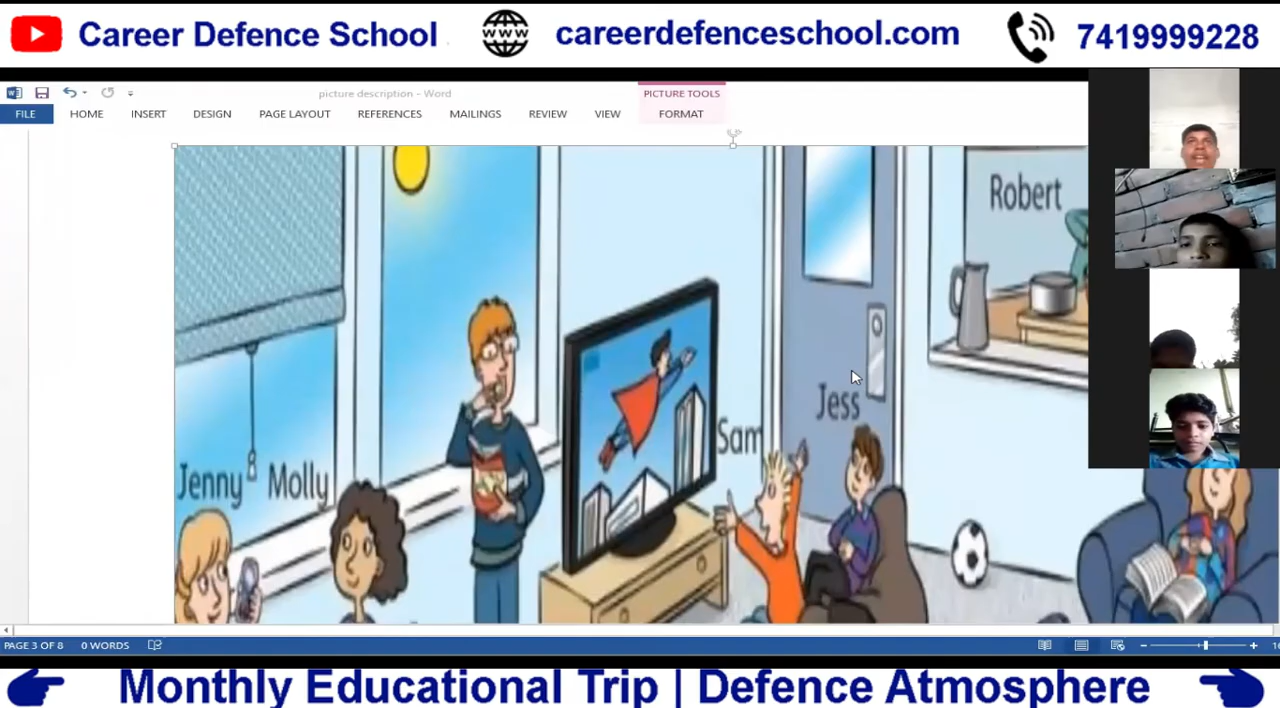 Career Defence School
WWW
careerdefenceschool.com
7419999228
picture description - Word
PICTURE TOOLS
FILE HOME INSERT DESIGN PAGE LAYOUT REFERENCES MAILINGS REVIEW VIEW FORMAT
Robert
Jess
Sam
Jenny Molly
PAGE 3 OF 8 0 WORDS
Monthly Educational Trip | Defence Atmosphere